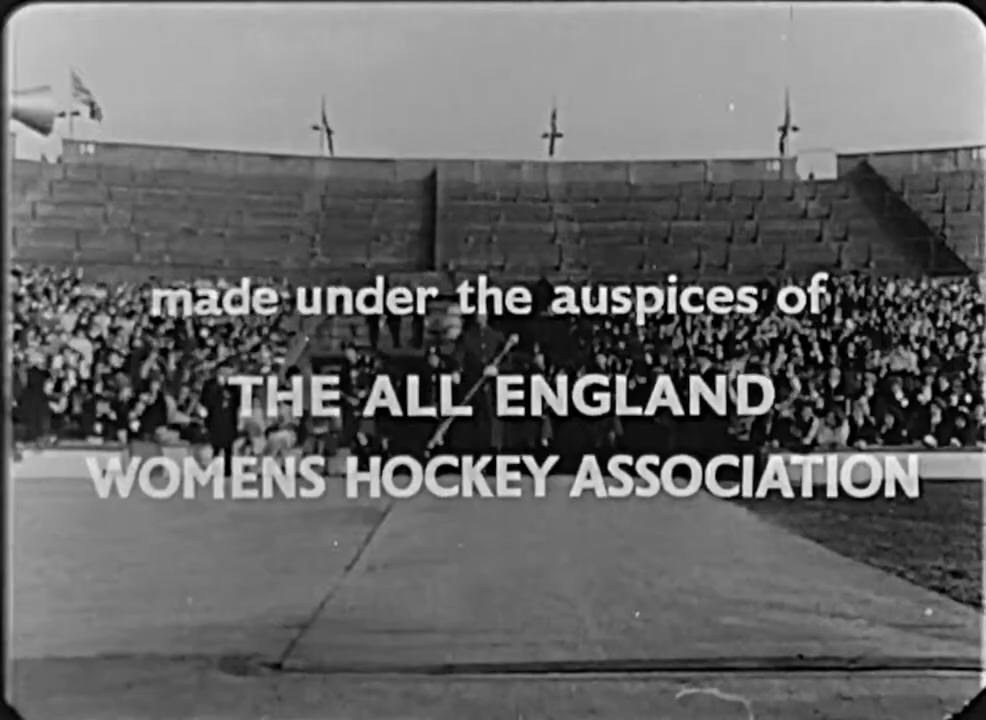 made under the auspices of
THE ALL ENGLAND
WOMENS HOCKEY ASSOCIATION